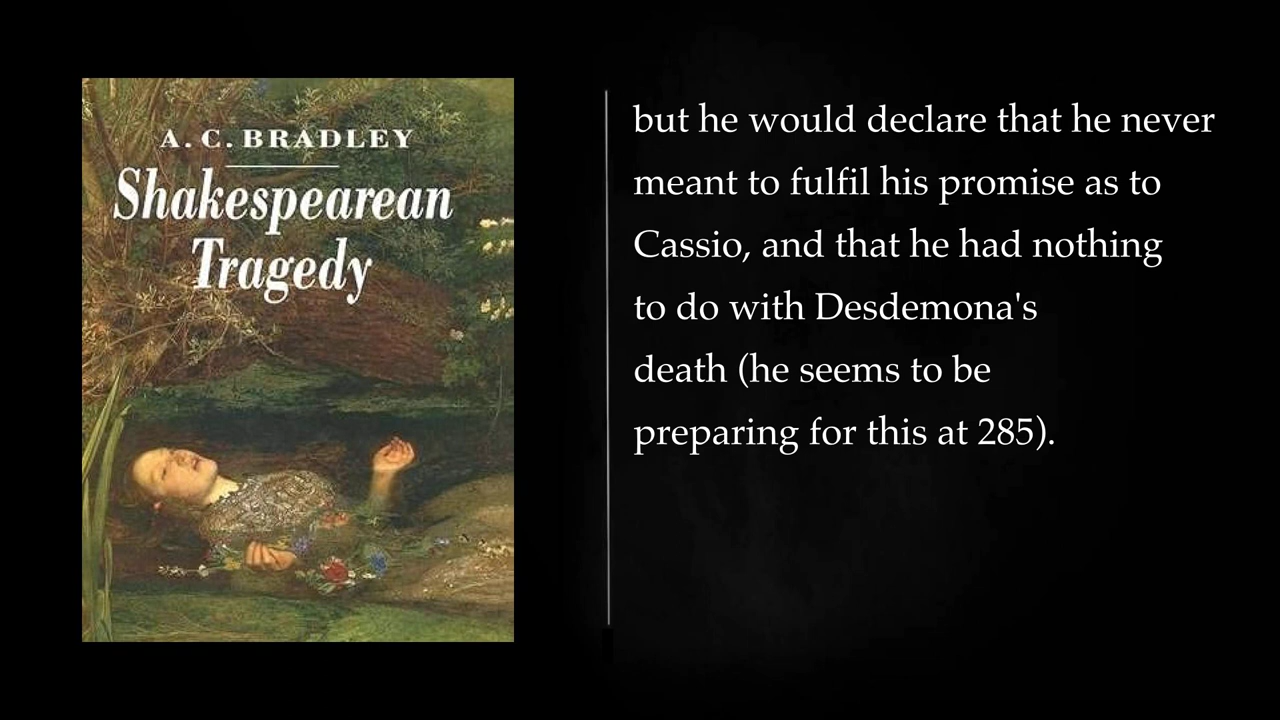 A. C. BRADLEY
Shakespearean
Tragedy
but he would declare that he never
meant to fulfil his promise as to
Cassio, and that he had nothing
to do with Desdemona's
death (he seems to be
preparing for this at 285).